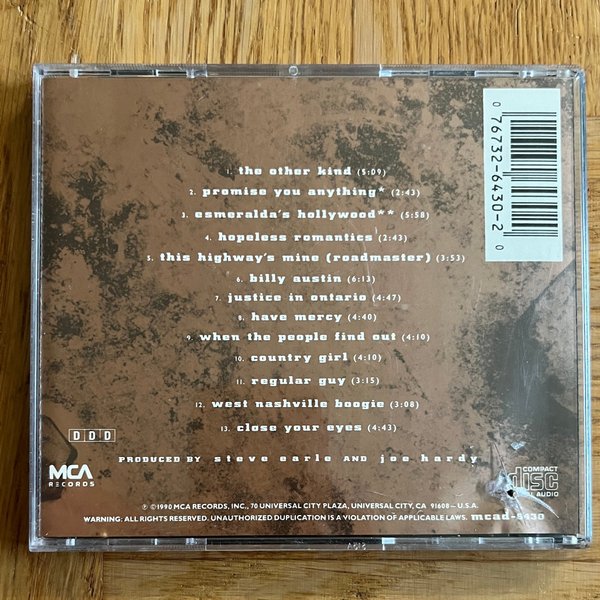 0 76732-6430-2 0
1. the other kind (5:09)
2. promise you anything* (2:43)
3. esmeralda's hollywood** (5:58)
4. hopeless romantics (2:43)
5. this highway's mine (roadmaster) (3:53)
6. billy austin (6:13)
7. justice in ontario (4:47)
8. have mercy (4:40)
9. when the people find out (4:10)
10. country girl (4:10)
11. regular guy (3:15)
12. west nashville boogie (3:08)
13. close your eyes (4:43)
DDD
PRODUCED BY steve earle AND joe hardy
MCA
RECORDS
COMPACT
disc
AUDIO
℗©1990 MCA RECORDS, INC., 70 UNIVERSAL CITY PLAZA, UNIVERSAL CITY, CA 91608 – U.S.A.
WARNING: ALL RIGHTS RESERVED. UNAUTHORIZED DUPLICATION IS A VIOLATION OF APPLICABLE LAWS. mcad-6430